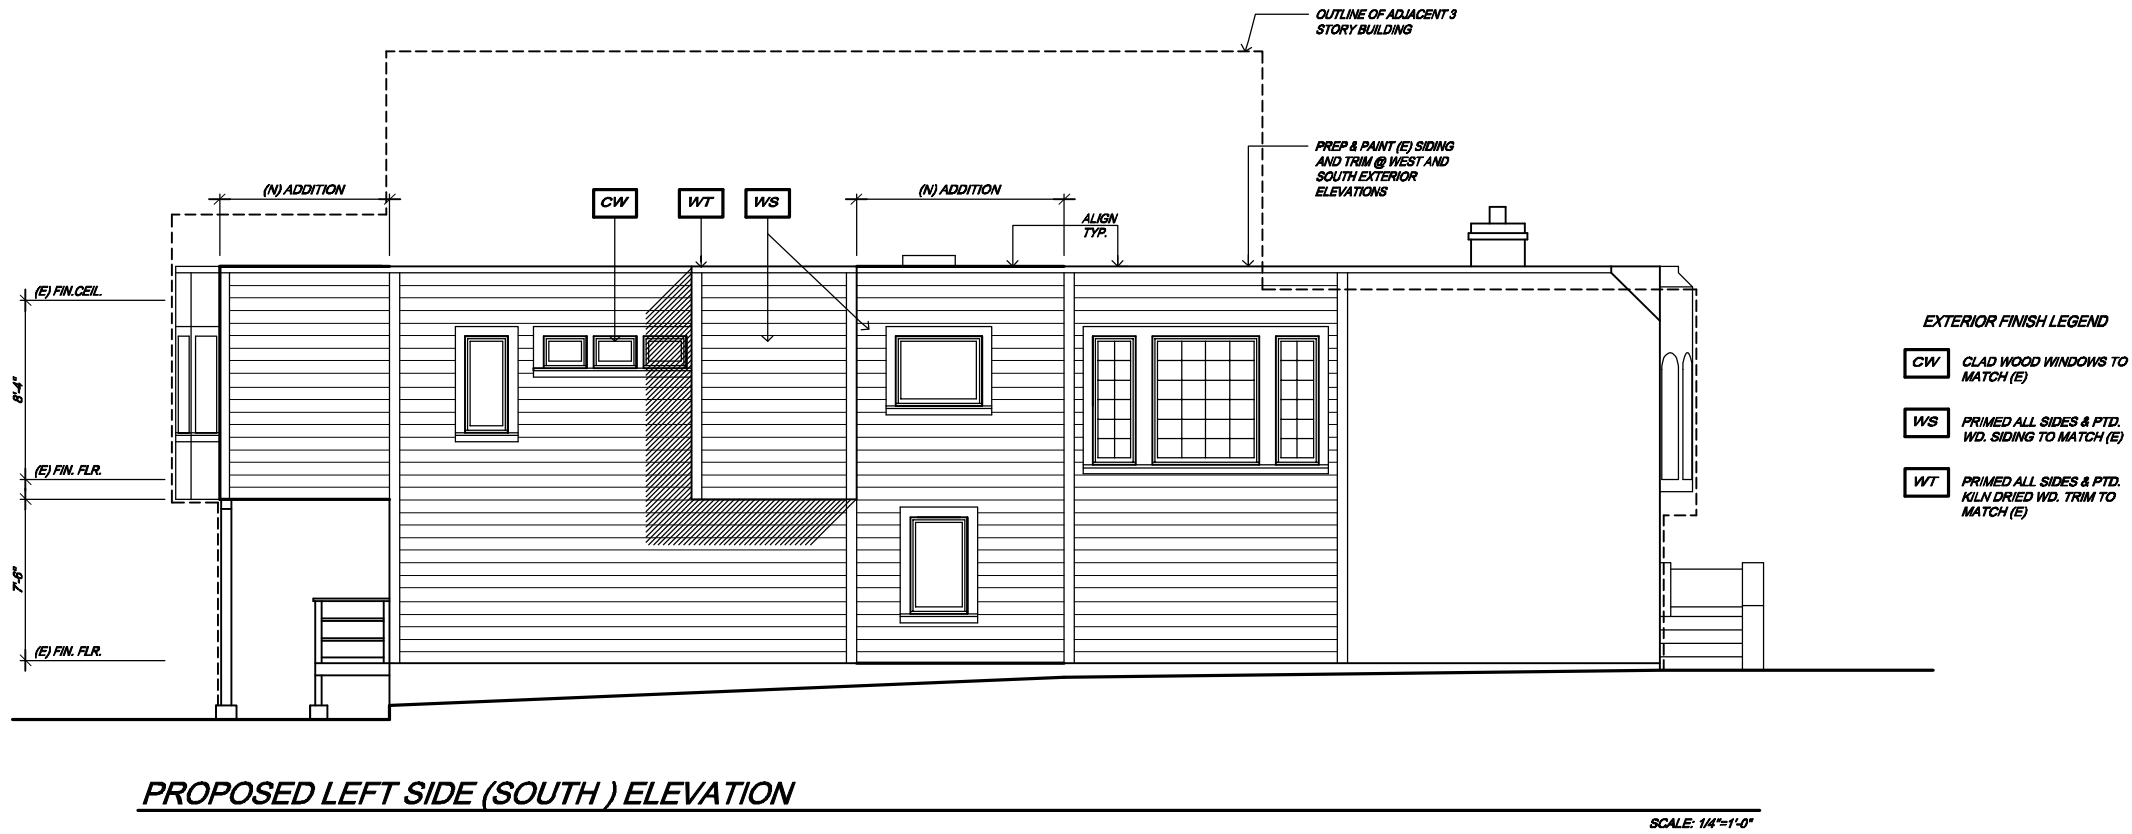 OUTLINE OF ADJACENT 3
STORY BUILDING
PREP & PAINT (E) SIDING
AND TRIM @ WEST AND
SOUTH EXTERIOR
ELEVATIONS
(N) ADDITION
CW
WT
WS
(N) ADDITION
ALIGN
TYP.
(E) FIN.CEIL.
8'-4"
(E) FIN. FLR.
7'-6"
(E) FIN. FLR.
EXTERIOR FINISH LEGEND
CW
CLAD WOOD WINDOWS TO
MATCH (E)
WS
PRIMED ALL SIDES & PTD.
WD. SIDING TO MATCH (E)
WT
PRIMED ALL SIDES & PTD.
KILN DRIED WD. TRIM TO
MATCH (E)
PROPOSED LEFT SIDE (SOUTH ) ELEVATION
SCALE: 1/4"=1'-0"